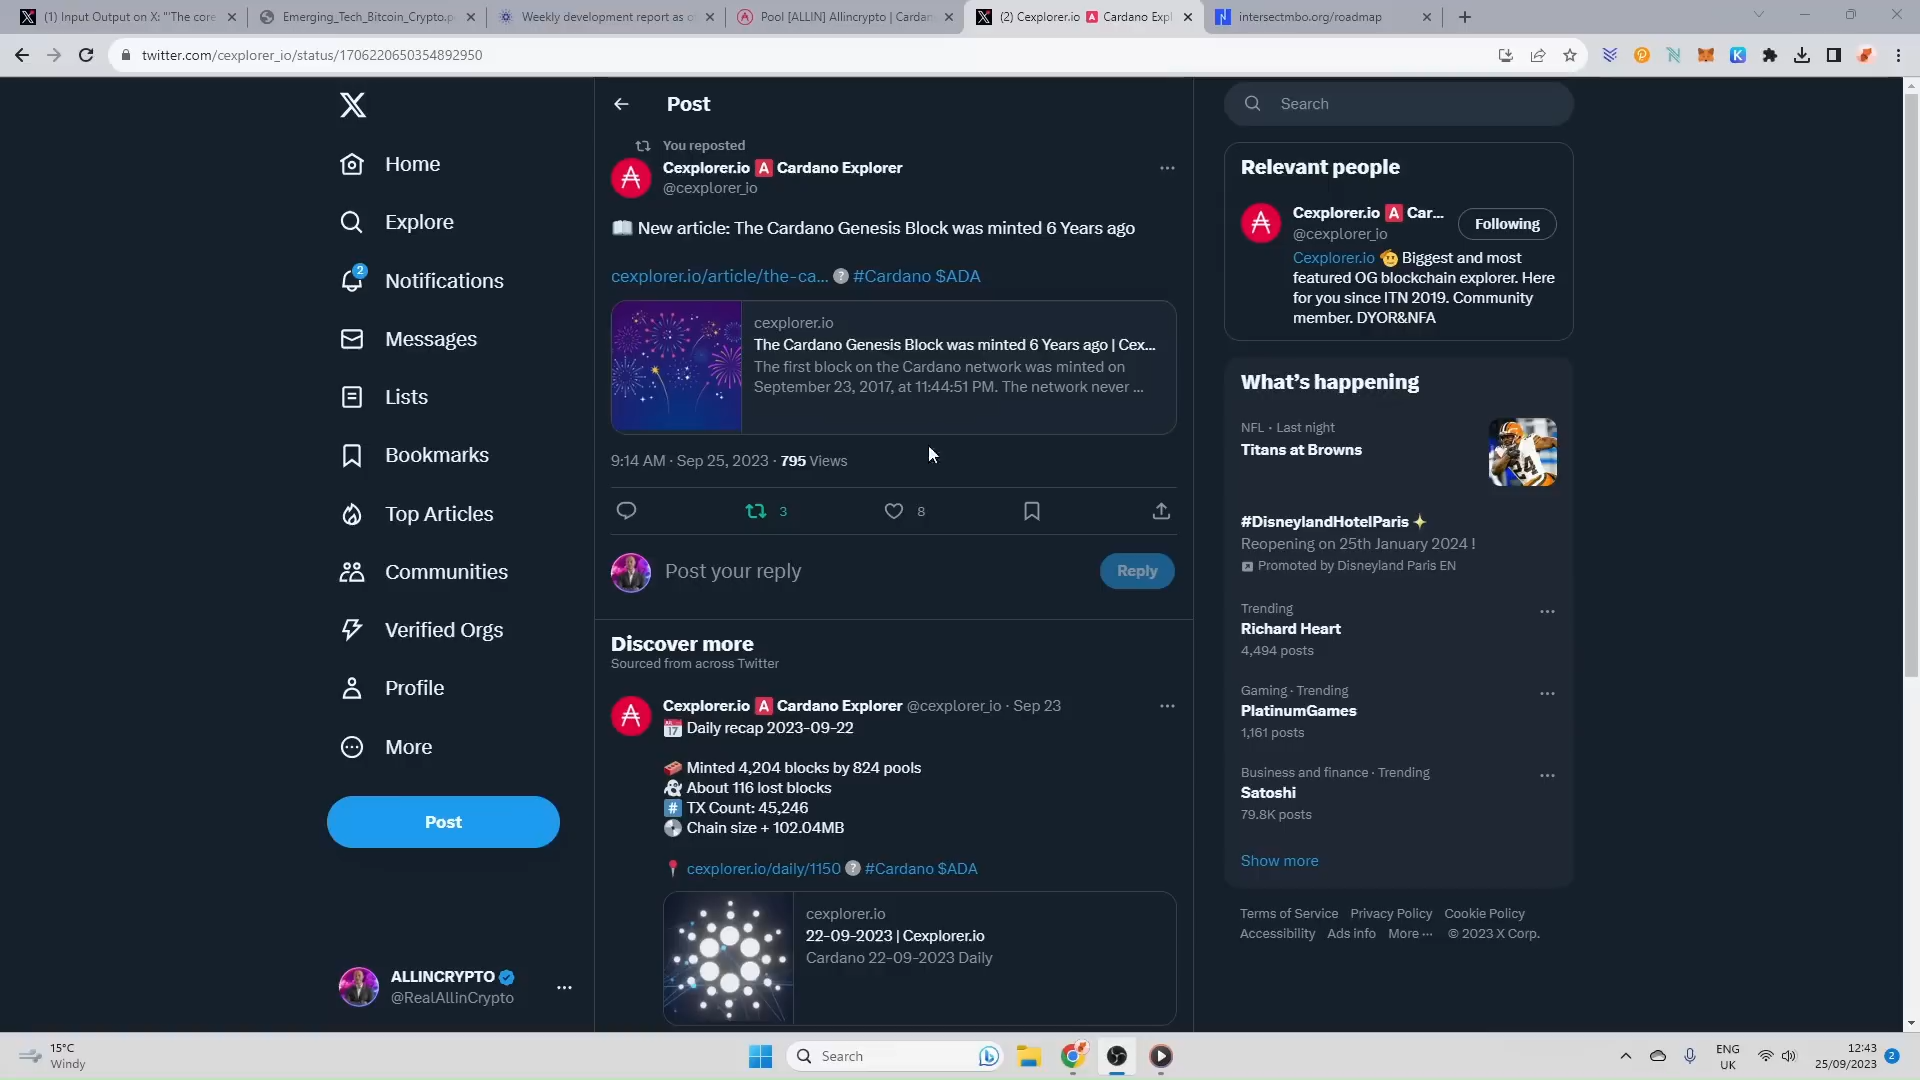 (1) Input Output on X: "'The core
Emerging_Tech_Bitcoin_Crypto.p
Weekly development report as o
Pool [ALLIN] Allincrypto | Cardan
(2) Cexplorer.io A Cardano Expl
intersectmbo.org/roadmap
twitter.com/cexplorer_io/status/1706220650354892950
Home
Explore
2
Notifications
Messages
Lists
Bookmarks
Top Articles
Communities
Verified Orgs
Profile
More
Post
ALLINCRYPTO
@RealAllinCrypto
Post
You reposted
Cexplorer.io A Cardano Explorer
@cexplorer_io
New article: The Cardano Genesis Block was minted 6 Years ago
cexplorer.io/article/the-ca... #Cardano $ADA
cexplorer.io
The Cardano Genesis Block was minted 6 Years ago | Cex...
The first block on the Cardano network was minted on
September 23, 2017, at 11:44:51 PM. The network never ...
9:14 AM · Sep 25, 2023 · 795 Views
3
8
Post your reply
Reply
Discover more
Sourced from across Twitter
Cexplorer.io A Cardano Explorer @cexplorer_io · Sep 23
17 Daily recap 2023-09-22
Minted 4,204 blocks by 824 pools
About 116 lost blocks
# TX Count: 45,246
Chain size + 102.04MB
cexplorer.io/daily/1150 #Cardano $ADA
cexplorer.io
22-09-2023 | Cexplorer.io
Cardano 22-09-2023 Daily
Search
Relevant people
Cexplorer.io A Car...
@cexplorer_io
Following
Cexplorer.io Biggest and most
featured OG blockchain explorer. Here
for you since ITN 2019. Community
member. DYOR&NFA
What's happening
NFL · Last night
Titans at Browns
#DisneylandHotelParis
Reopening on 25th January 2024 !
Promoted by Disneyland Paris EN
Trending
Richard Heart
4,494 posts
Gaming · Trending
PlatinumGames
1,161 posts
Business and finance · Trending
Satoshi
79.8K posts
Show more
Terms of Service Privacy Policy Cookie Policy
Accessibility Ads info More ··· © 2023 X Corp.
15°C
Windy
Search
ENG
UK
12:43
25/09/2023
2